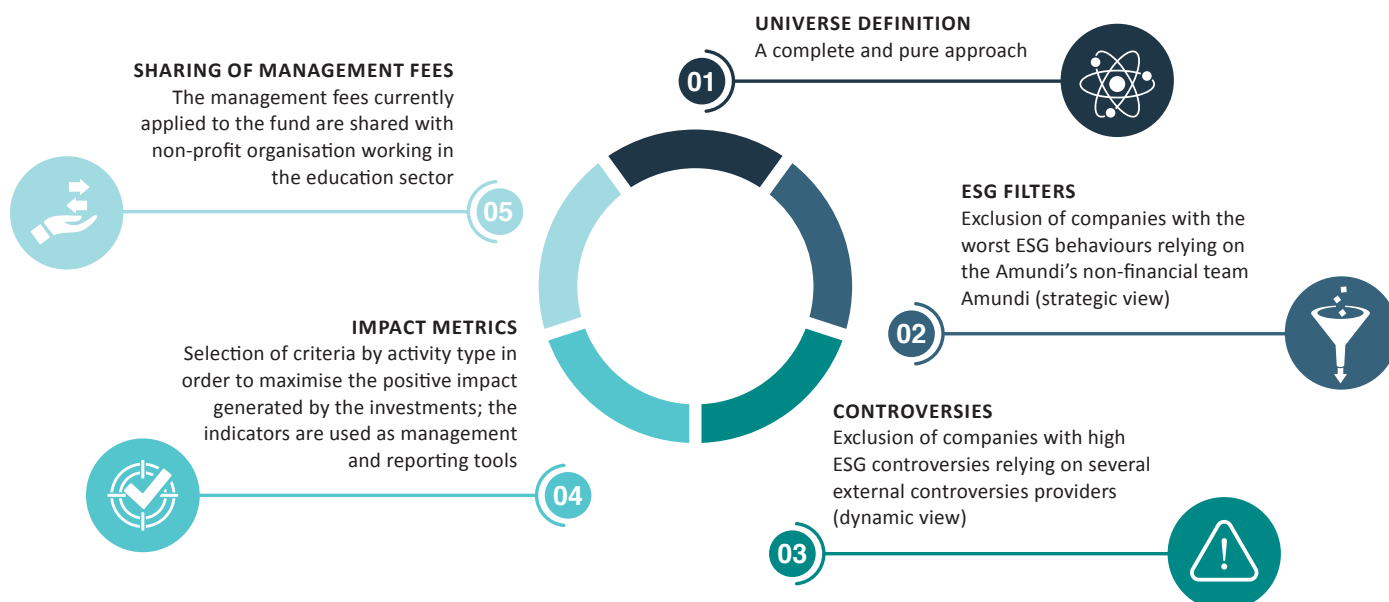 01
UNIVERSE DEFINITION
A complete and pure approach
02
ESG FILTERS
Exclusion of companies with the
worst ESG behaviours relying on
the Amundi’s non-financial team
Amundi (strategic view)
03
CONTROVERSIES
Exclusion of companies with high
ESG controversies relying on several
external controversies providers
(dynamic view)
04
IMPACT METRICS
Selection of criteria by activity type in
order to maximise the positive impact
generated by the investments; the
indicators are used as management
and reporting tools
05
SHARING OF MANAGEMENT FEES
The management fees currently
applied to the fund are shared with
non-profit organisation working in
the education sector